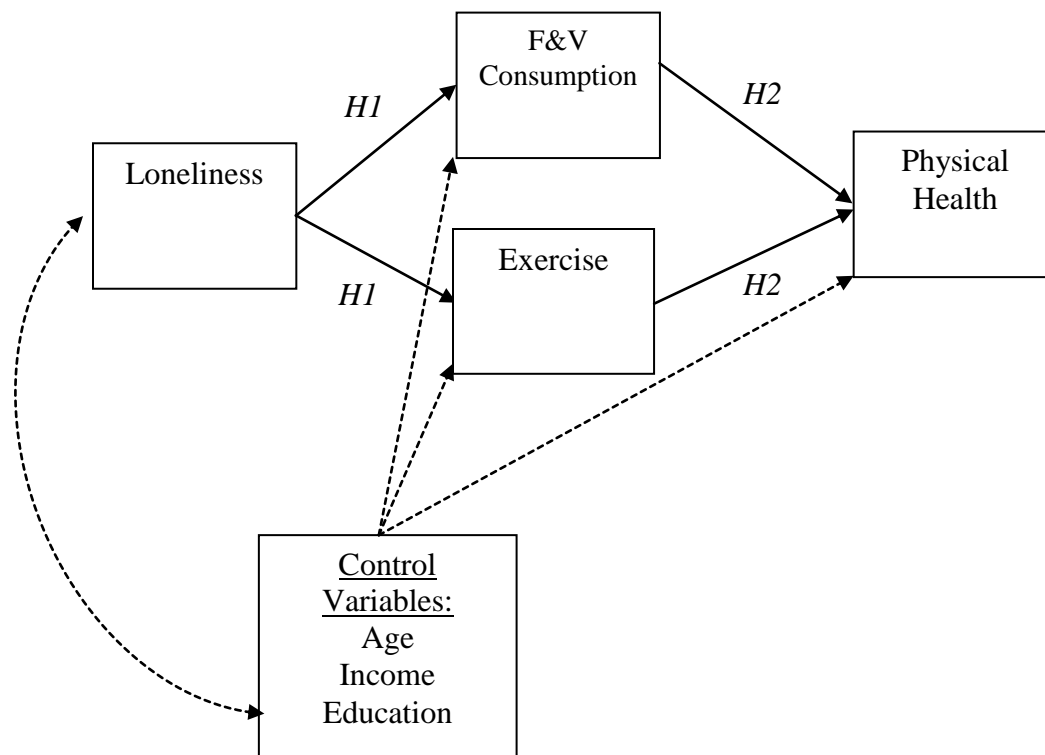 F&V
Consumption
H1
H2
Loneliness
Physical
Health
Exercise
H1
H2
Control
Variables:
Age
Income
Education